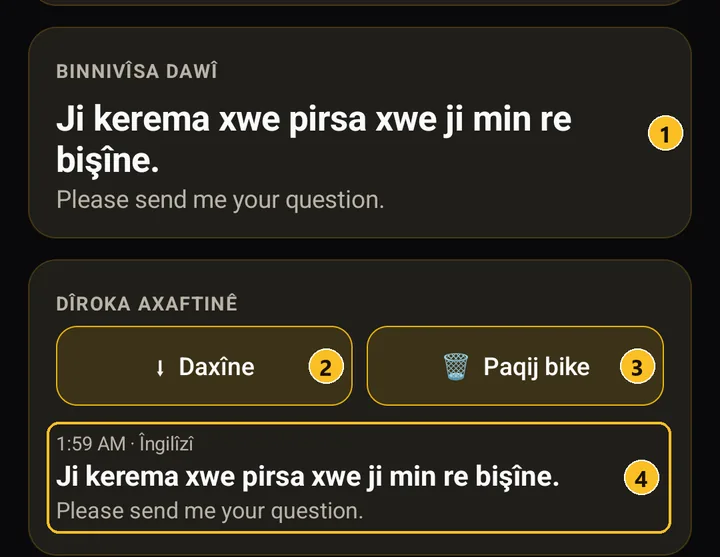 BINNIVÎSA DAWÎ
Ji kerema xwe pirsa xwe ji min re
bişîne.
1
Please send me your question.
DÎROKA AXAFTINÊ
↓ Daxîne 2
🗑️ Paqij bike 3
1:59 AM · Îngilîzî
Ji kerema xwe pirsa xwe ji min re bişîne. 4
Please send me your question.